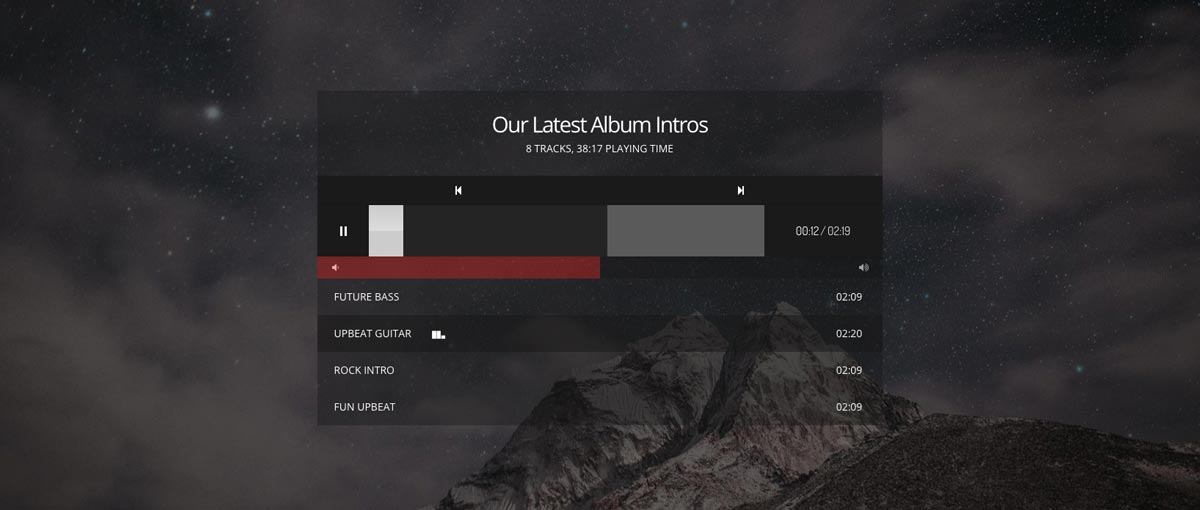 Our Latest Album Intros
8 TRACKS, 38:17 PLAYING TIME
00:12 / 02:19
FUTURE BASS 02:09
UPBEAT GUITAR 02:20
ROCK INTRO 02:09
FUN UPBEAT 02:09